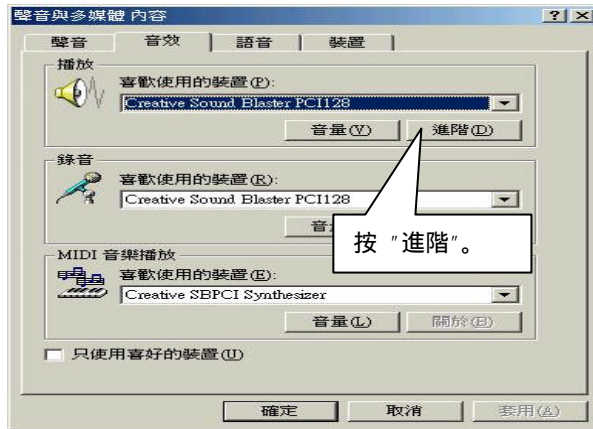 聲音與多媒體 內容
聲音 音效 語音 裝置
播放
喜歡使用的裝置(P):
Creative Sound Blaster PCI128
音量(V) 進階(D)
錄音
喜歡使用的裝置(R):
Creative Sound Blaster PCI128
音
按 "進階"。
MIDI 音樂播放
喜歡使用的裝置(E):
Creative SBPCI Synthesizer
音量(L) 關於(B)
只使用喜好的裝置(U)
確定 取消 套用(A)